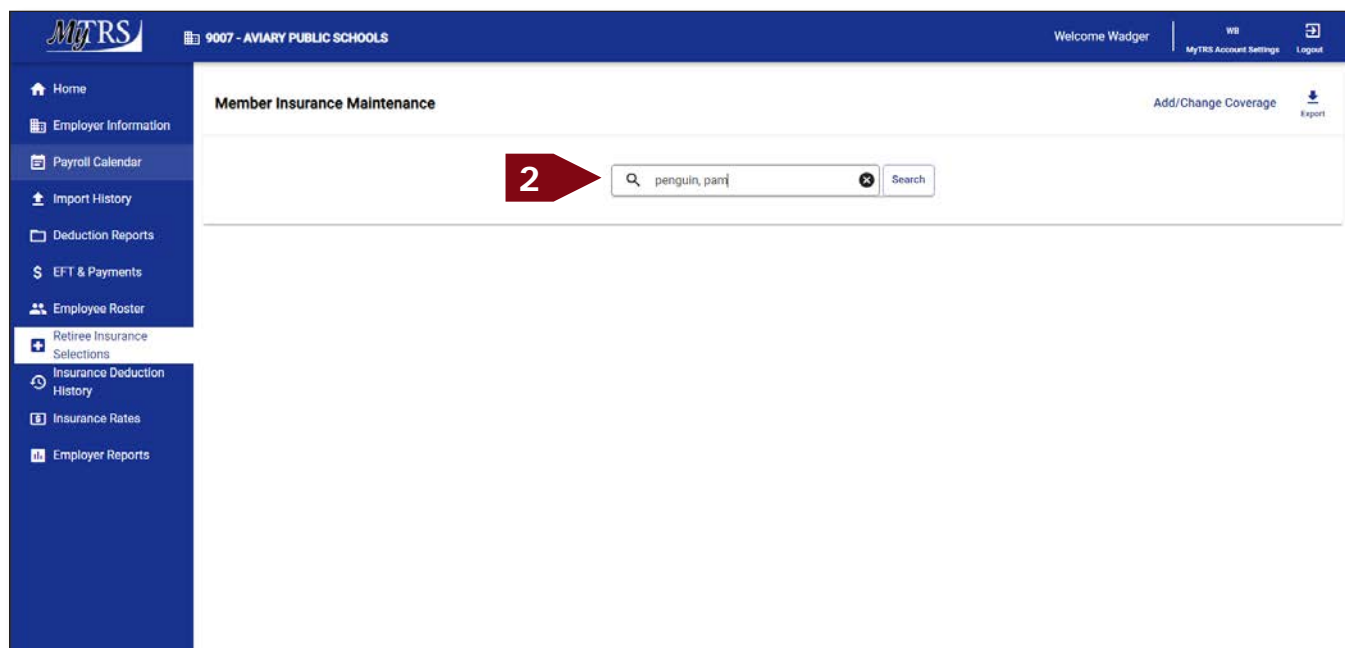 MyTRS
9007 - AVIARY PUBLIC SCHOOLS
Welcome Wadger
WB
MyTRS Account Settings
Logout
Home
Employer Information
Payroll Calendar
Import History
Deduction Reports
EFT & Payments
Employee Roster
Retiree Insurance
Selections
Insurance Deduction
History
Insurance Rates
Employer Reports
Member Insurance Maintenance
Add/Change Coverage
Export
2
penguin, pam
Search